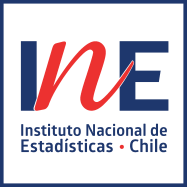 INE
Instituto Nacional de
Estadísticas • Chile